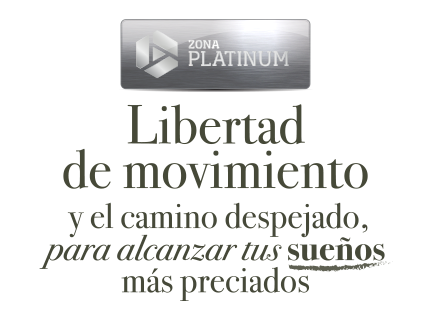 ZONA
PLATINUM
Libertad
de movimiento
y el camino despejado,
para alcanzar tus sueños
más preciados